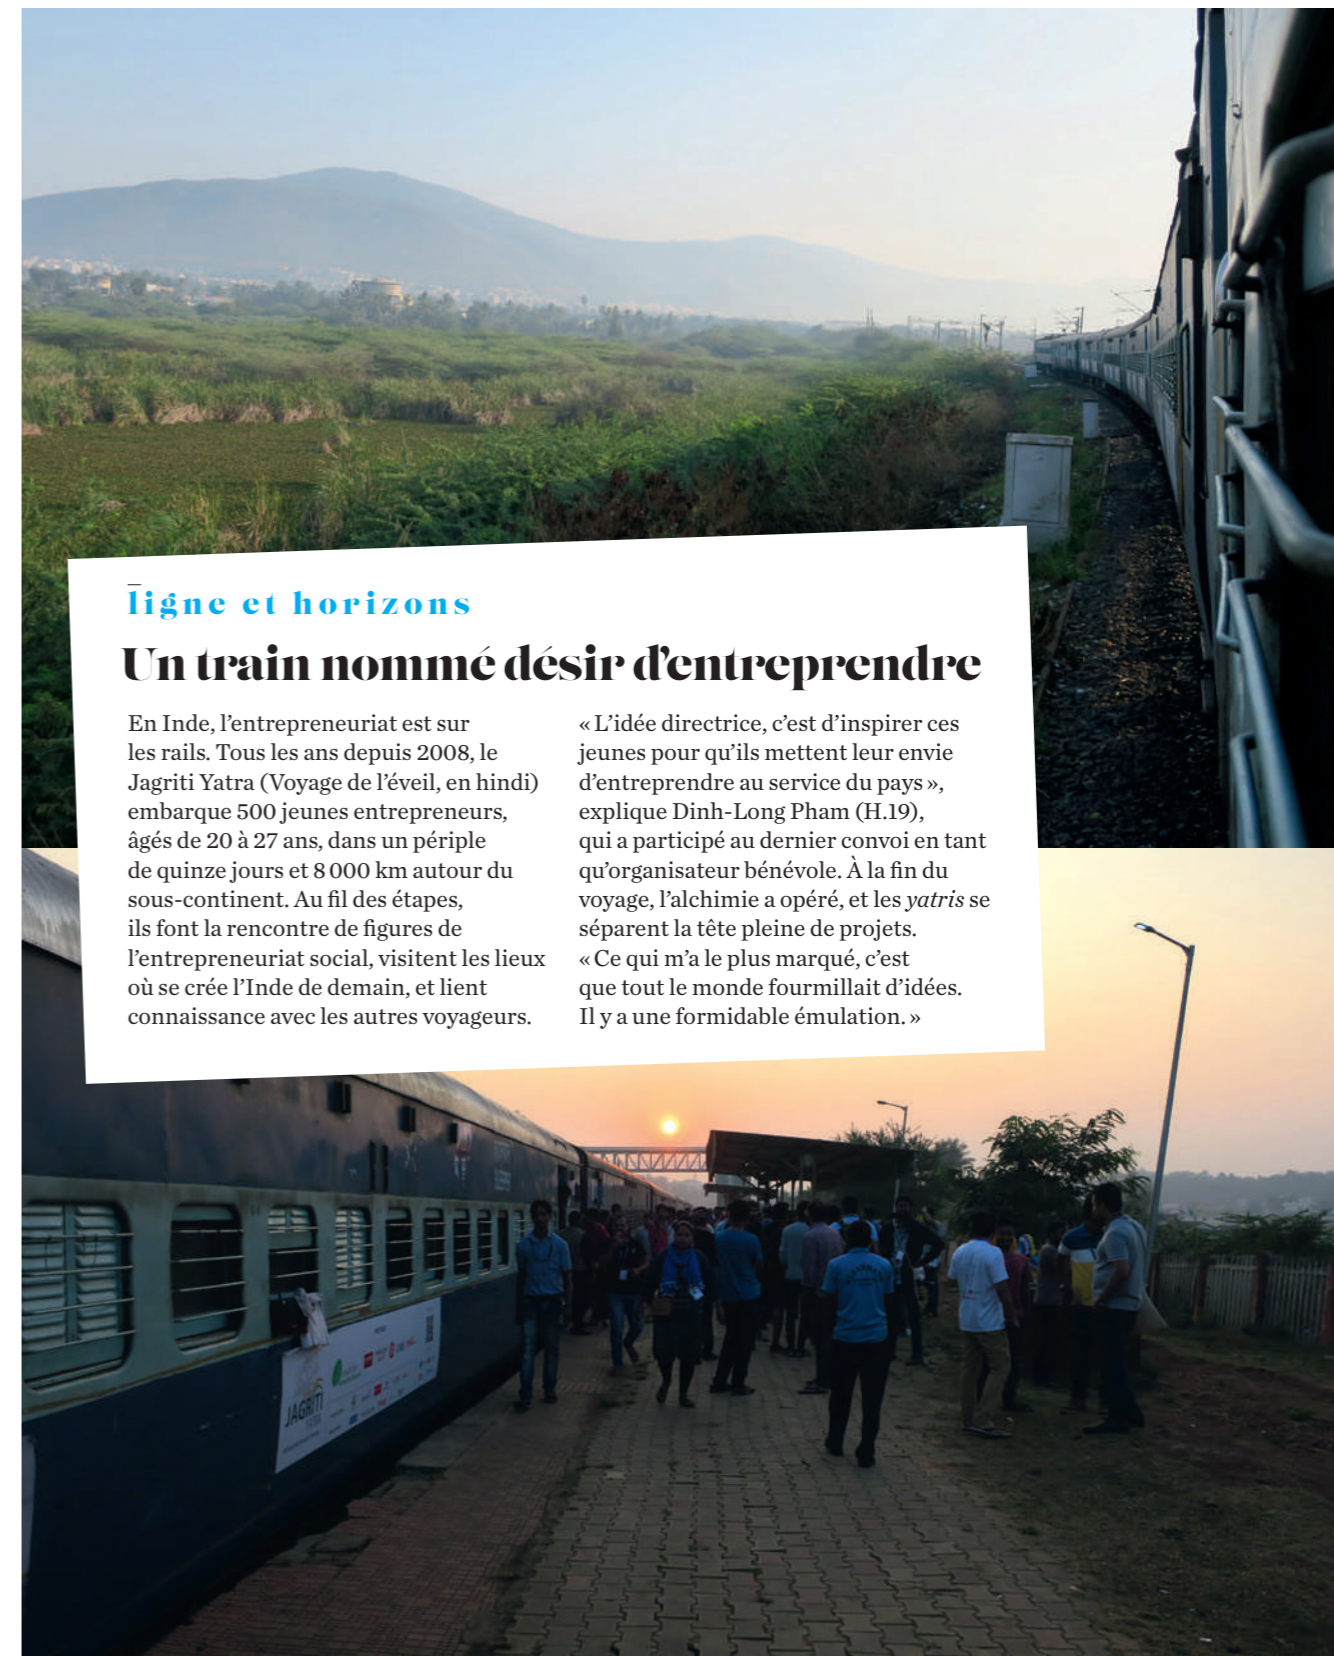 ligne et horizons
Un train nommé désir d’entreprendre
En Inde, l’entrepreneuriat est sur
les rails. Tous les ans depuis 2008, le
Jagriti Yatra (Voyage de l’éveil, en hindi)
embarque 500 jeunes entrepreneurs,
âgés de 20 à 27 ans, dans un périple
de quinze jours et 8 000 km autour du
sous-continent. Au fil des étapes,
ils font la rencontre de figures de
l’entrepreneuriat social, visitent les lieux
où se crée l’Inde de demain, et lient
connaissance avec les autres voyageurs.
« L’idée directrice, c’est d’inspirer ces
jeunes pour qu’ils mettent leur envie
d’entreprendre au service du pays »,
explique Dinh-Long Pham (H.19),
qui a participé au dernier convoi en tant
qu’organisateur bénévole. À la fin du
voyage, l’alchimie a opéré, et les yatris se
séparent la tête pleine de projets.
« Ce qui m’a le plus marqué, c’est
que tout le monde fourmillait d’idées.
Il y a une formidable émulation. »
JAGRITI
YATRA